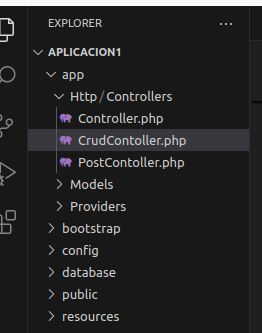 EXPLORER ...
APLICACION1
app
Http / Controllers
Controller.php
CrudContoller.php
PostContoller.php
Models
Providers
bootstrap
config
database
public
resources